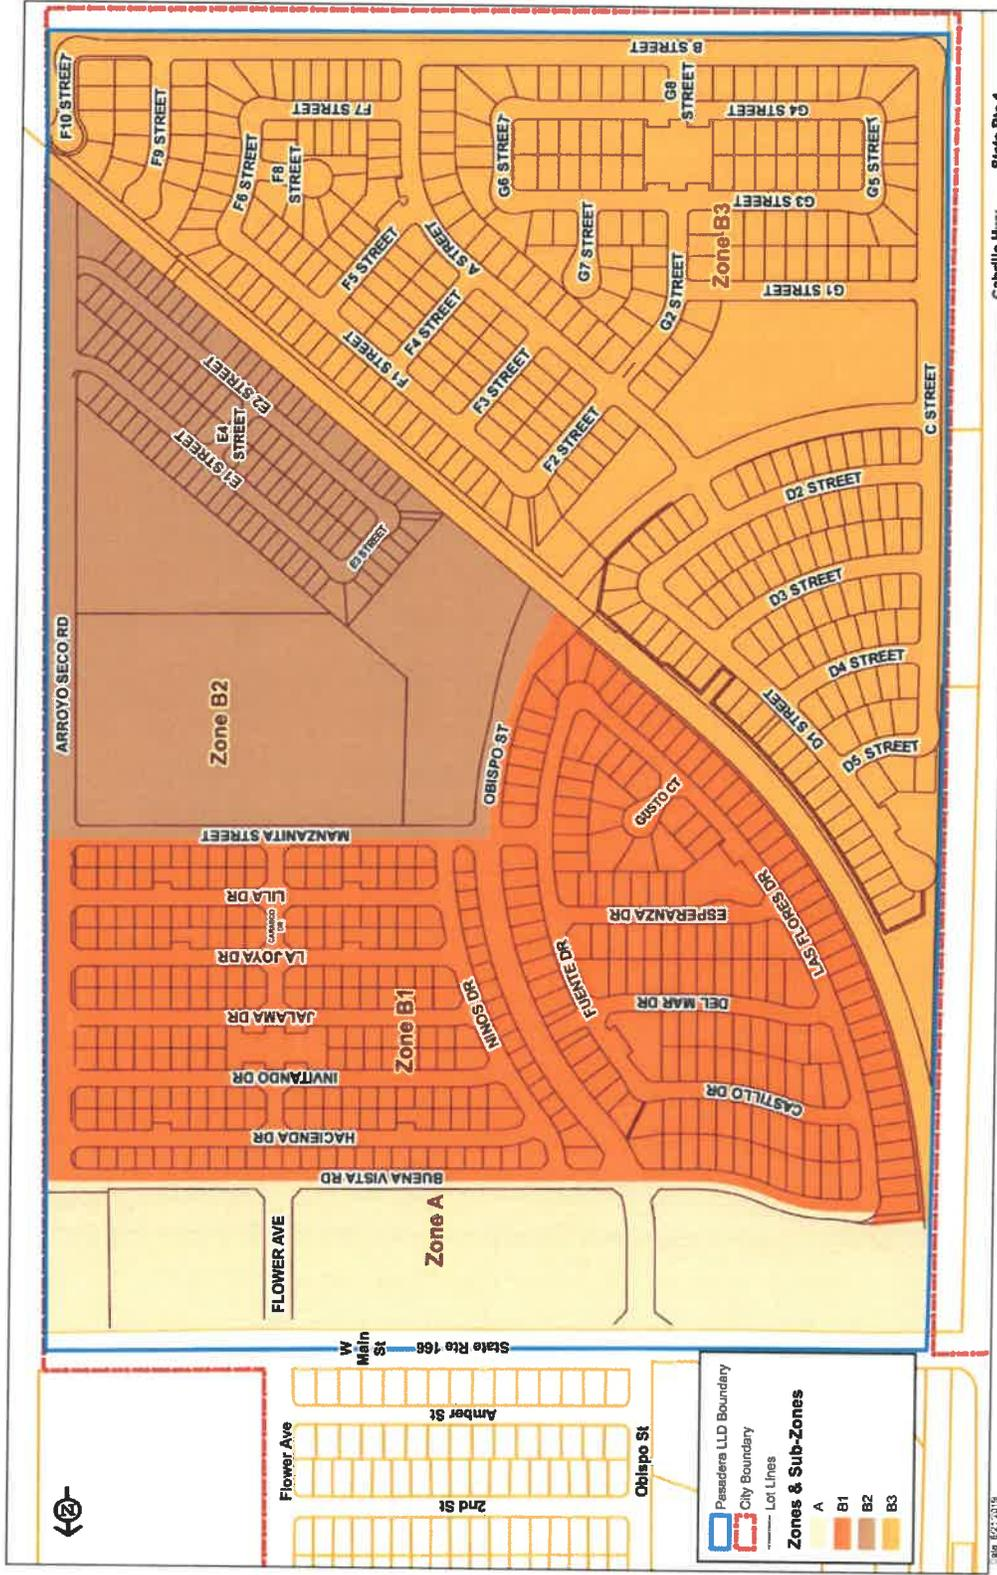 F10 STREET
F9 STREET
F7 STREET
F6 STREET
F8
STREET
B STREET
G8
STREET
G4 STREET
G6 STREET
G5 STREET
G3 STREET
G7 STREET
Zone B3
G2 STREET
G1 STREET
F5 STREET
A STREET
F1 STREET
F4 STREET
F3 STREET
F2 STREET
E2 STREET
E4
STREET
E1 STREET
E3 STREET
C STREET
D2 STREET
D3 STREET
D4 STREET
D1 STREET
D5 STREET
ARROYO SECO RD
Zone B2
OBISPO ST
MANZANITA STREET
GUSTO CT
LILA DR
CARISCO
DR
LA JOYA DR
JALAMA DR
INVITANDO DR
HACIENDA DR
Zone B1
NINOS DR
FUENTE DR
ESPERANZA DR
DEL MAR DR
LAS FLORES DR
CASTILLO DR
BUENA VISTA RD
FLOWER AVE
Zone A
W
Main
St
State Rte 166
Flower Ave
Amber St
2nd St
Obispo St
N
Pasadera LLD Boundary
City Boundary
Lot Lines
Zones & Sub-Zones
A
B1
B2
B3